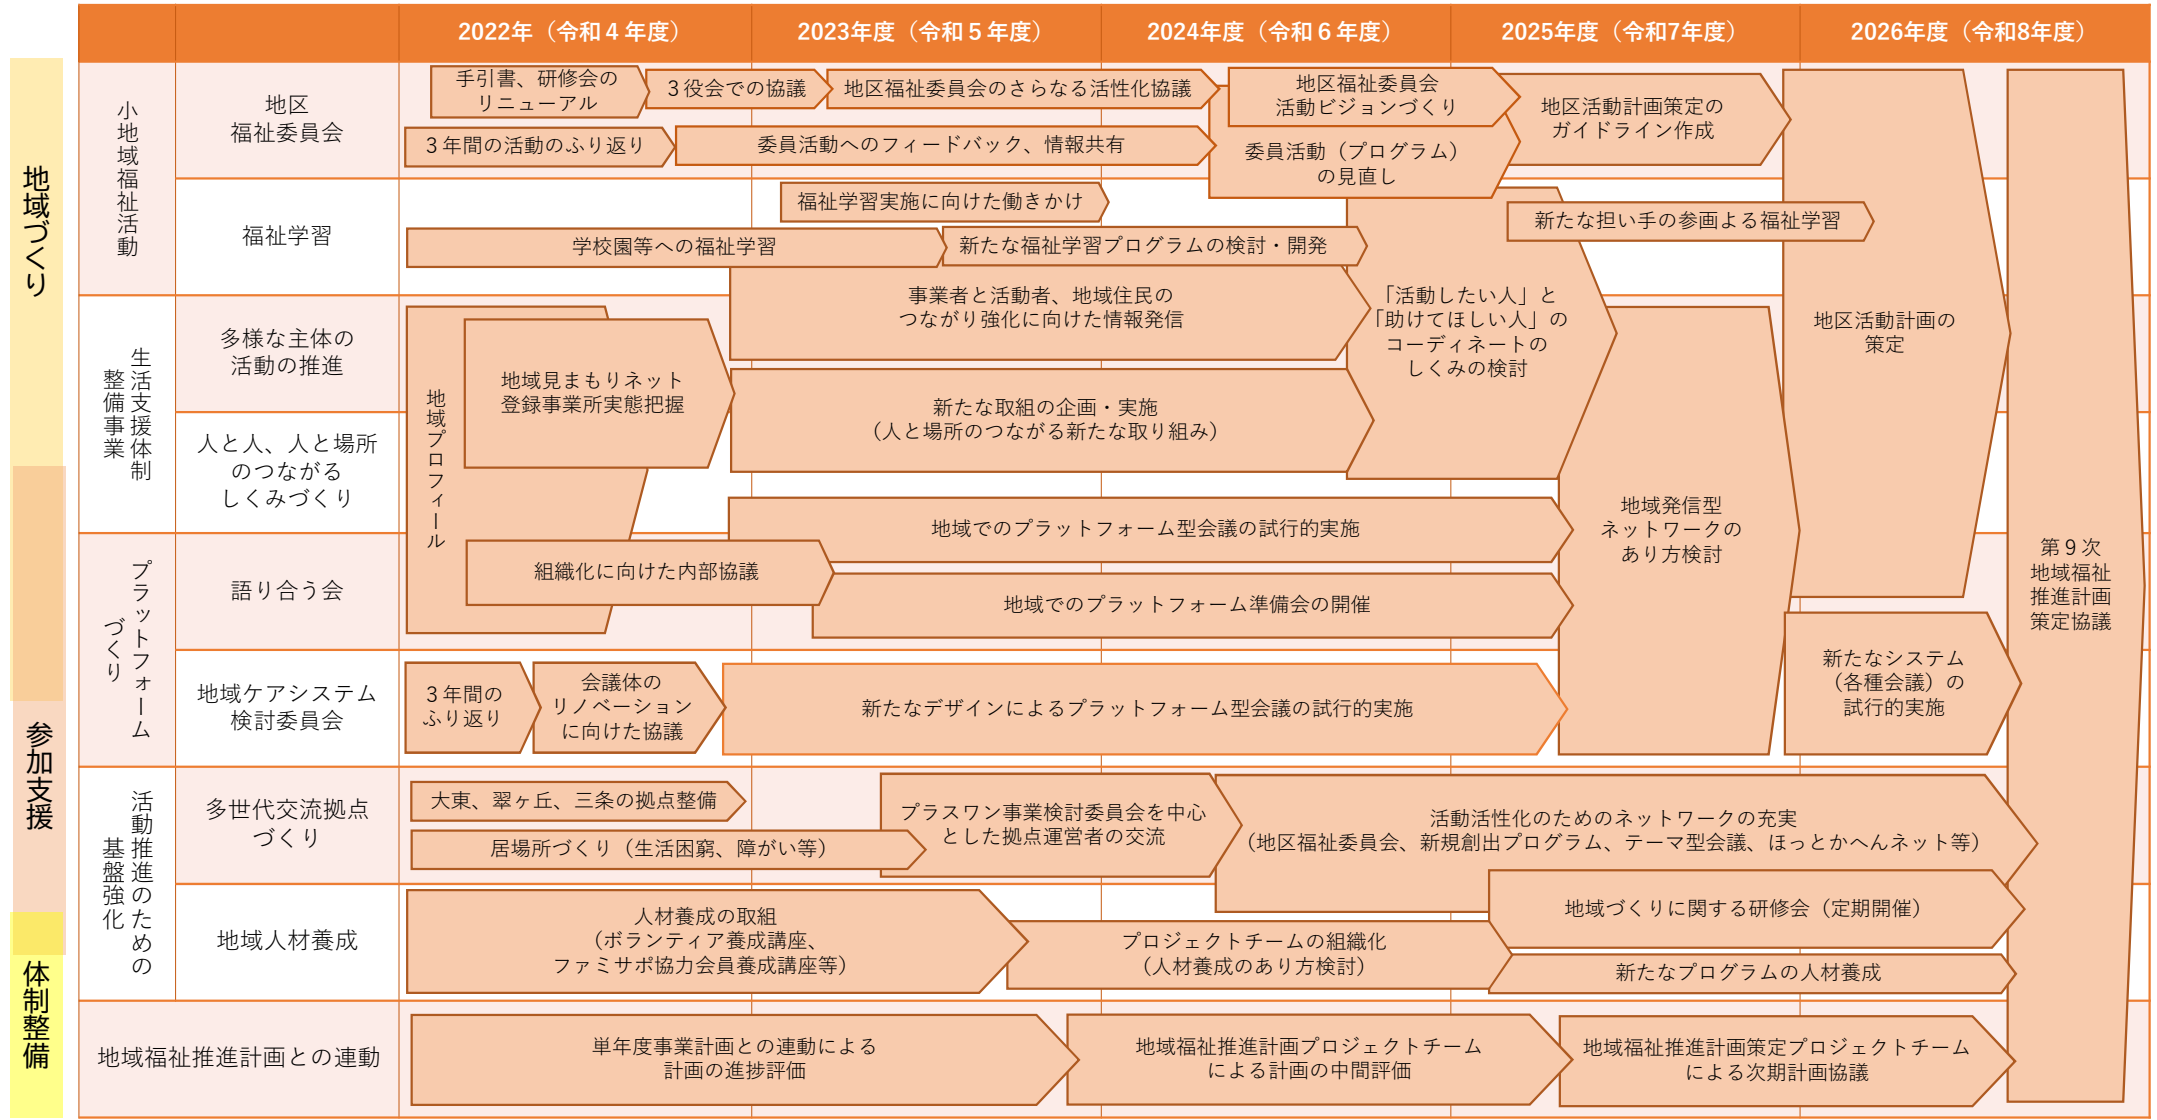 2022年（令和４年度）
2023年度（令和５年度）
2024年度（令和６年度）
2025年度（令和7年度）
2026年度（令和8年度）
地域づくり
参加支援
体制整備
小地域福祉活動
地区
福祉委員会
手引書、研修会の
リニューアル
３役会での協議
地区福祉委員会のさらなる活性化協議
地区福祉委員会
活動ビジョンづくり
地区活動計画策定の
ガイドライン作成
３年間の活動のふり返り
委員活動へのフィードバック、情報共有
委員活動（プログラム）
の見直し
福祉学習
福祉学習実施に向けた働きかけ
新たな担い手の参画よる福祉学習
学校園等への福祉学習
新たな福祉学習プログラムの検討・開発
生活支援体制
整備事業
多様な主体の
活動の推進
地域プロフィール
地域見まもりネット
登録事業所実態把握
事業者と活動者、地域住民の
つながり強化に向けた情報発信
「活動したい人」と
「助けてほしい人」の
コーディネートの
しくみの検討
地区活動計画の
策定
新たな取組の企画・実施
（人と場所のつながる新たな取り組み）
人と人、人と場所
のつながる
しくみづくり
地域でのプラットフォーム型会議の試行的実施
地域発信型
ネットワークの
あり方検討
第９次
地域福祉
推進計画
策定協議
プラットフォーム
づくり
語り合う会
組織化に向けた内部協議
地域でのプラットフォーム準備会の開催
地域ケアシステム
検討委員会
３年間の
ふり返り
会議体の
リノベーション
に向けた協議
新たなデザインによるプラットフォーム型会議の試行的実施
新たなシステム
（各種会議）の
試行的実施
活動推進のための
基盤強化
多世代交流拠点
づくり
大東、翠ヶ丘、三条の拠点整備
居場所づくり（生活困窮、障がい等）
プラスワン事業検討委員会を中心
とした拠点運営者の交流
活動活性化のためのネットワークの充実
（地区福祉委員会、新規創出プログラム、テーマ型会議、ほっとかへんネット等）
地域人材養成
人材養成の取組
（ボランティア養成講座、
ファミサポ協力会員養成講座等）
プロジェクトチームの組織化
（人材養成のあり方検討）
地域づくりに関する研修会（定期開催）
新たなプログラムの人材養成
地域福祉推進計画との連動
単年度事業計画との連動による
計画の進捗評価
地域福祉推進計画プロジェクトチーム
による計画の中間評価
地域福祉推進計画策定プロジェクトチーム
による次期計画協議